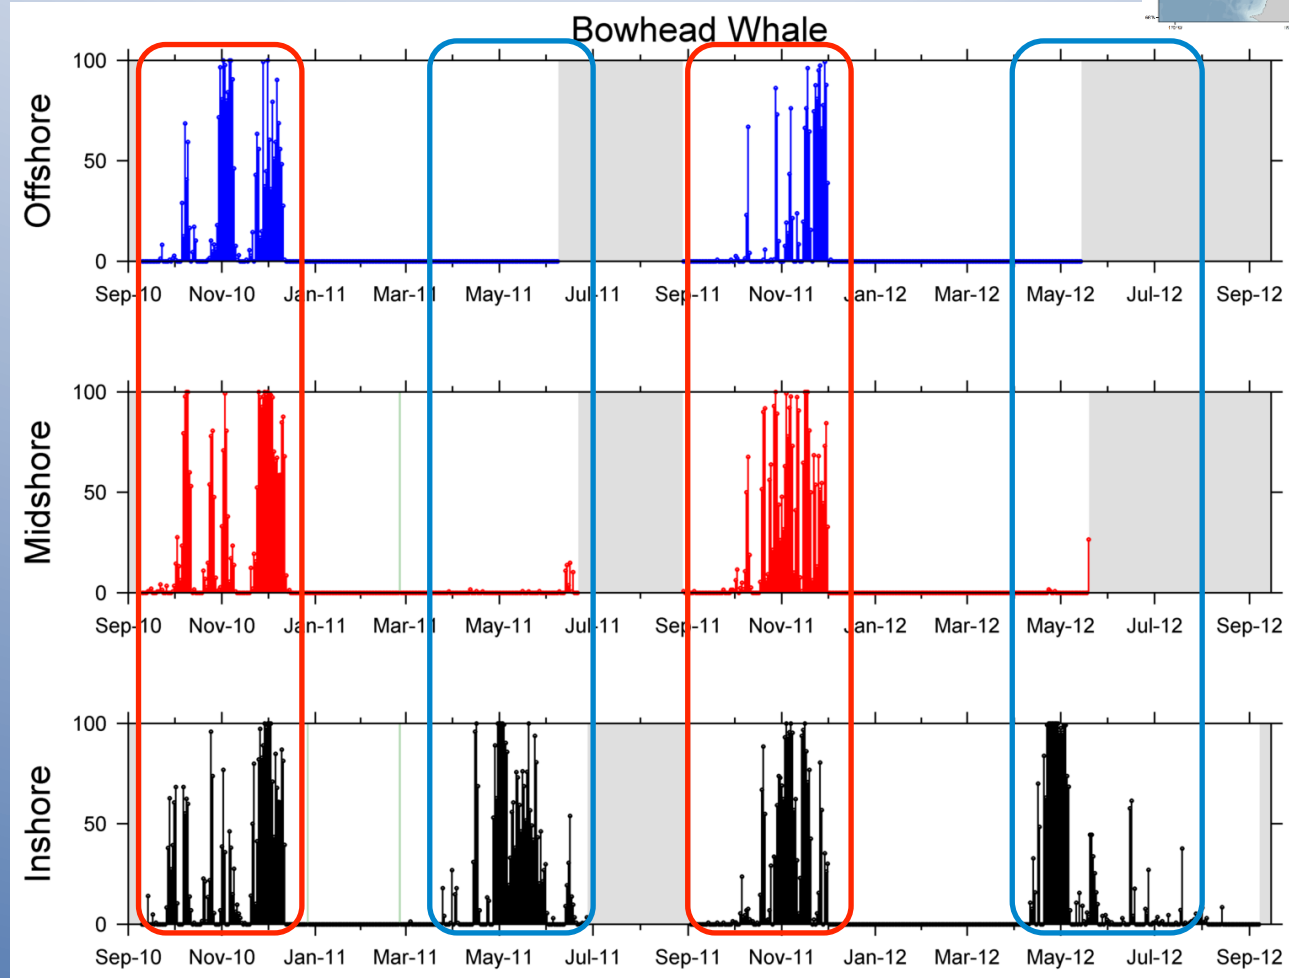 Bowhead Whale
Offshore
100
50
0
Sep-10 Nov-10 Jan-11 Mar-11 May-11 Jul-11 Sep-11 Nov-11 Jan-12 Mar-12 May-12 Jul-12 Sep-12
Midshore
100
50
0
Sep-10 Nov-10 Jan-11 Mar-11 May-11 Jul-11 Sep-11 Nov-11 Jan-12 Mar-12 May-12 Jul-12 Sep-12
Inshore
100
50
0
Sep-10 Nov-10 Jan-11 Mar-11 May-11 Jul-11 Sep-11 Nov-11 Jan-12 Mar-12 May-12 Jul-12 Sep-12